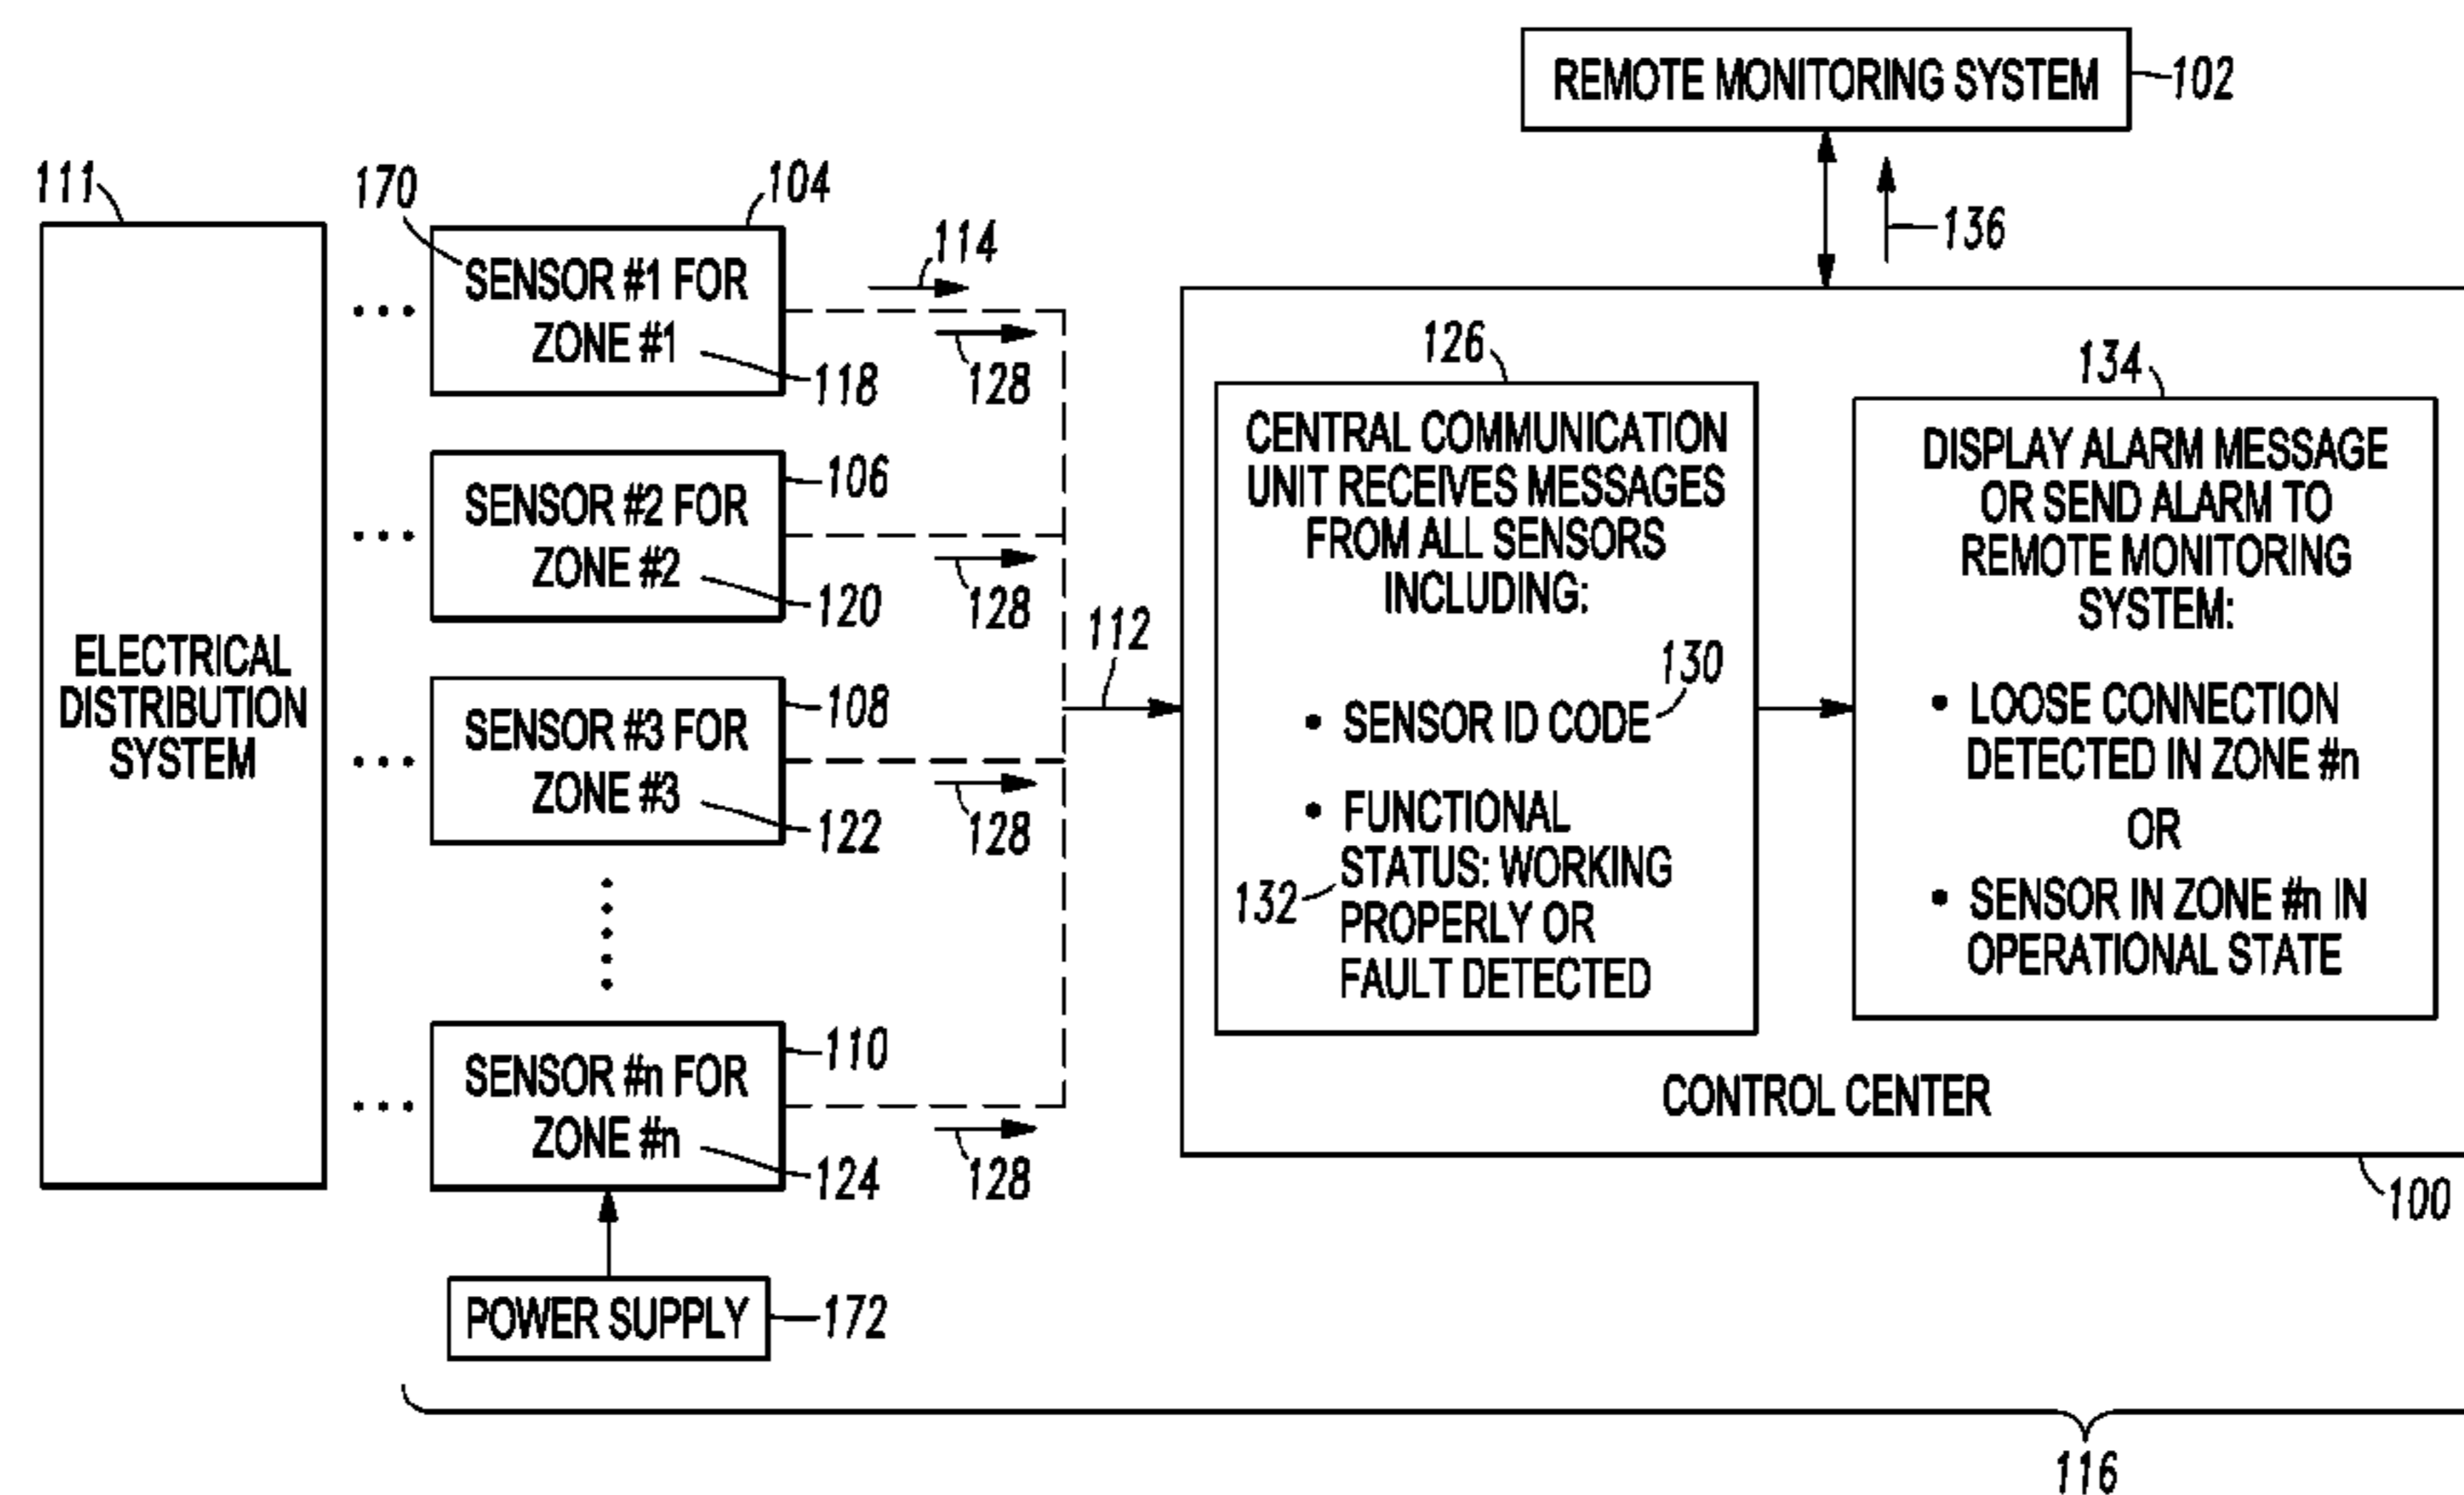 REMOTE MONITORING SYSTEM
102
136
111
ELECTRICAL
DISTRIBUTION
SYSTEM
170
104
SENSOR #1 FOR
ZONE #1
118
114
128
106
SENSOR #2 FOR
ZONE #2
120
128
108
SENSOR #3 FOR
ZONE #3
122
128
110
SENSOR #n FOR
ZONE #n
124
128
POWER SUPPLY
172
112
126
CENTRAL COMMUNICATION
UNIT RECEIVES MESSAGES
FROM ALL SENSORS
INCLUDING:
130
• SENSOR ID CODE
• FUNCTIONAL
STATUS: WORKING
132
PROPERLY OR
FAULT DETECTED
134
DISPLAY ALARM MESSAGE
OR SEND ALARM TO
REMOTE MONITORING
SYSTEM:
• LOOSE CONNECTION
DETECTED IN ZONE #n
OR
• SENSOR IN ZONE #n IN
OPERATIONAL STATE
CONTROL CENTER
100
116